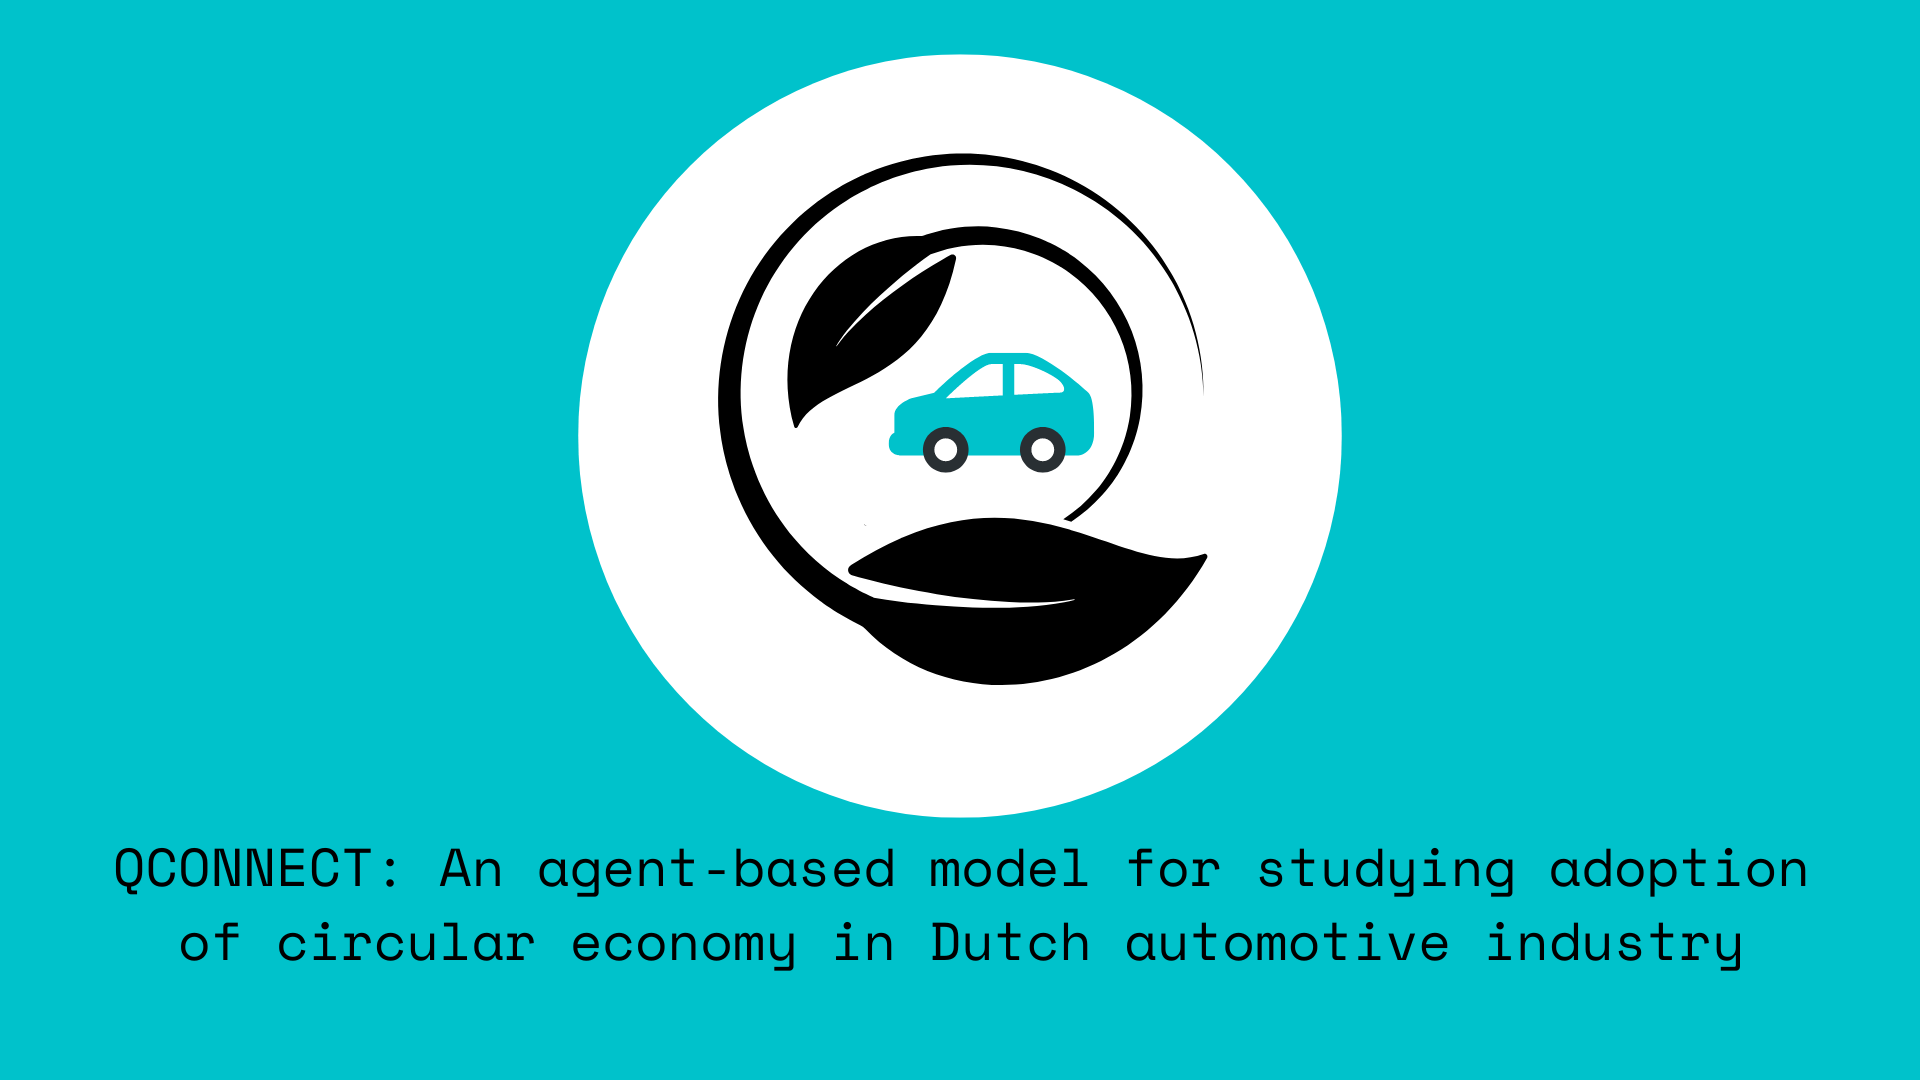 QCONNECT: An agent-based model for studying adoption
of circular economy in Dutch automotive industry